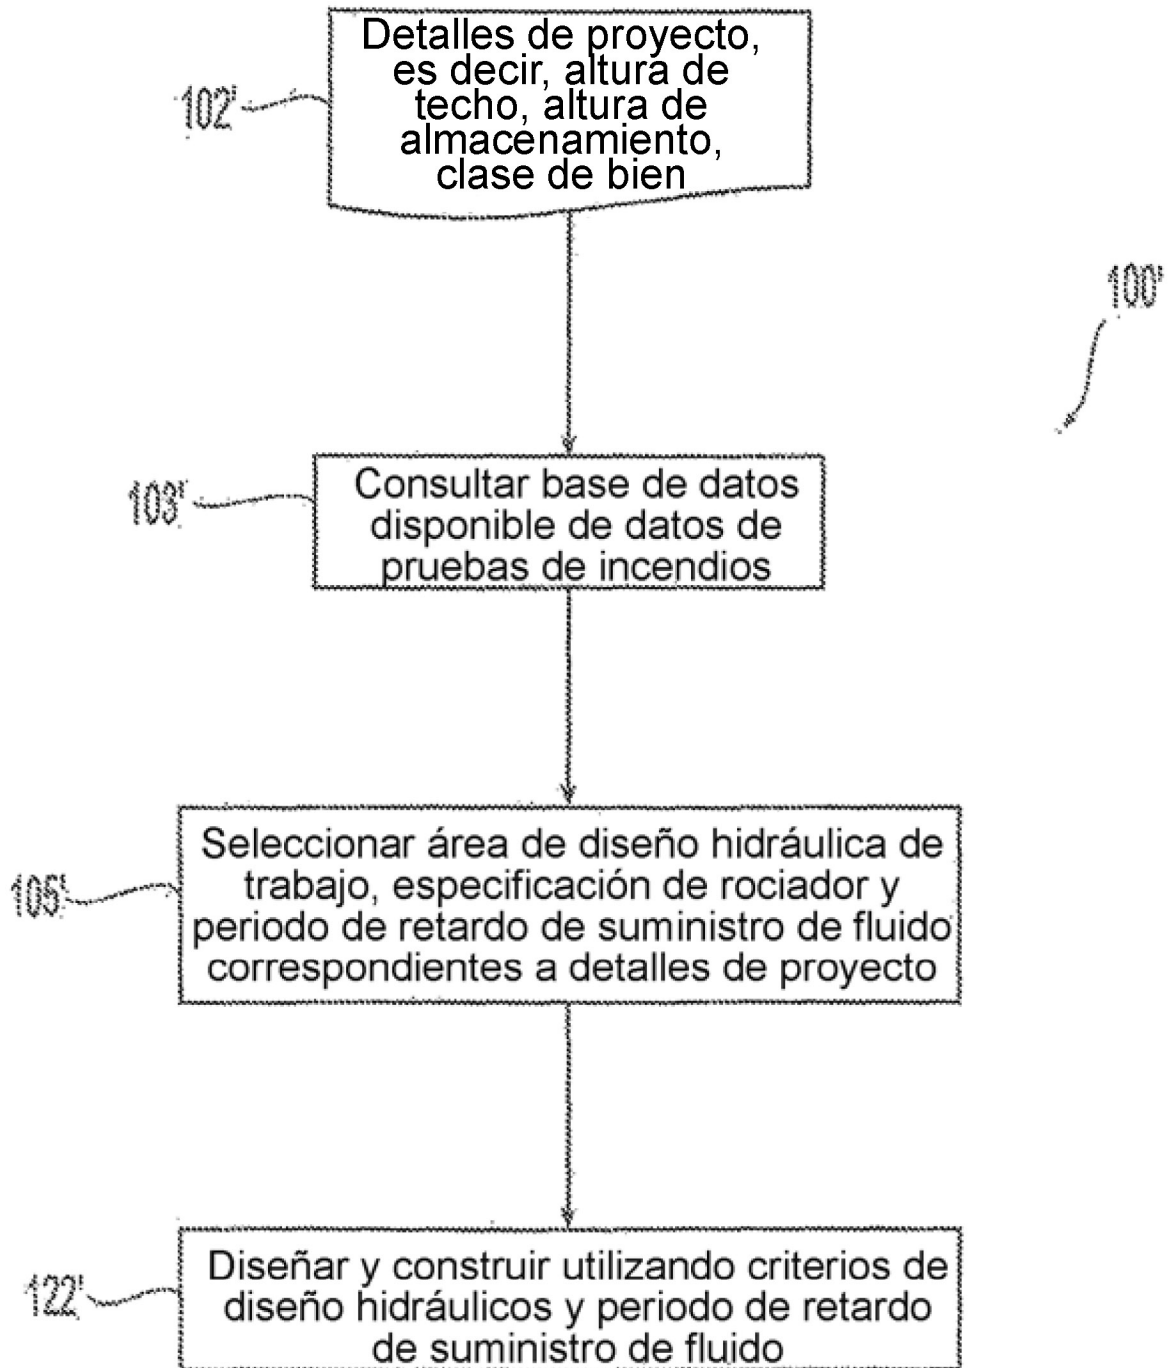 Detalles de proyecto,
es decir, altura de
techo, altura de
almacenamiento,
clase de bien
102'
100'
103'
Consultar base de datos
disponible de datos de
pruebas de incendios
105'
Seleccionar área de diseño hidráulica de
trabajo, especificación de rociador y
periodo de retardo de suministro de fluido
correspondientes a detalles de proyecto
122'
Diseñar y construir utilizando criterios de
diseño hidráulicos y periodo de retardo
de suministro de fluido